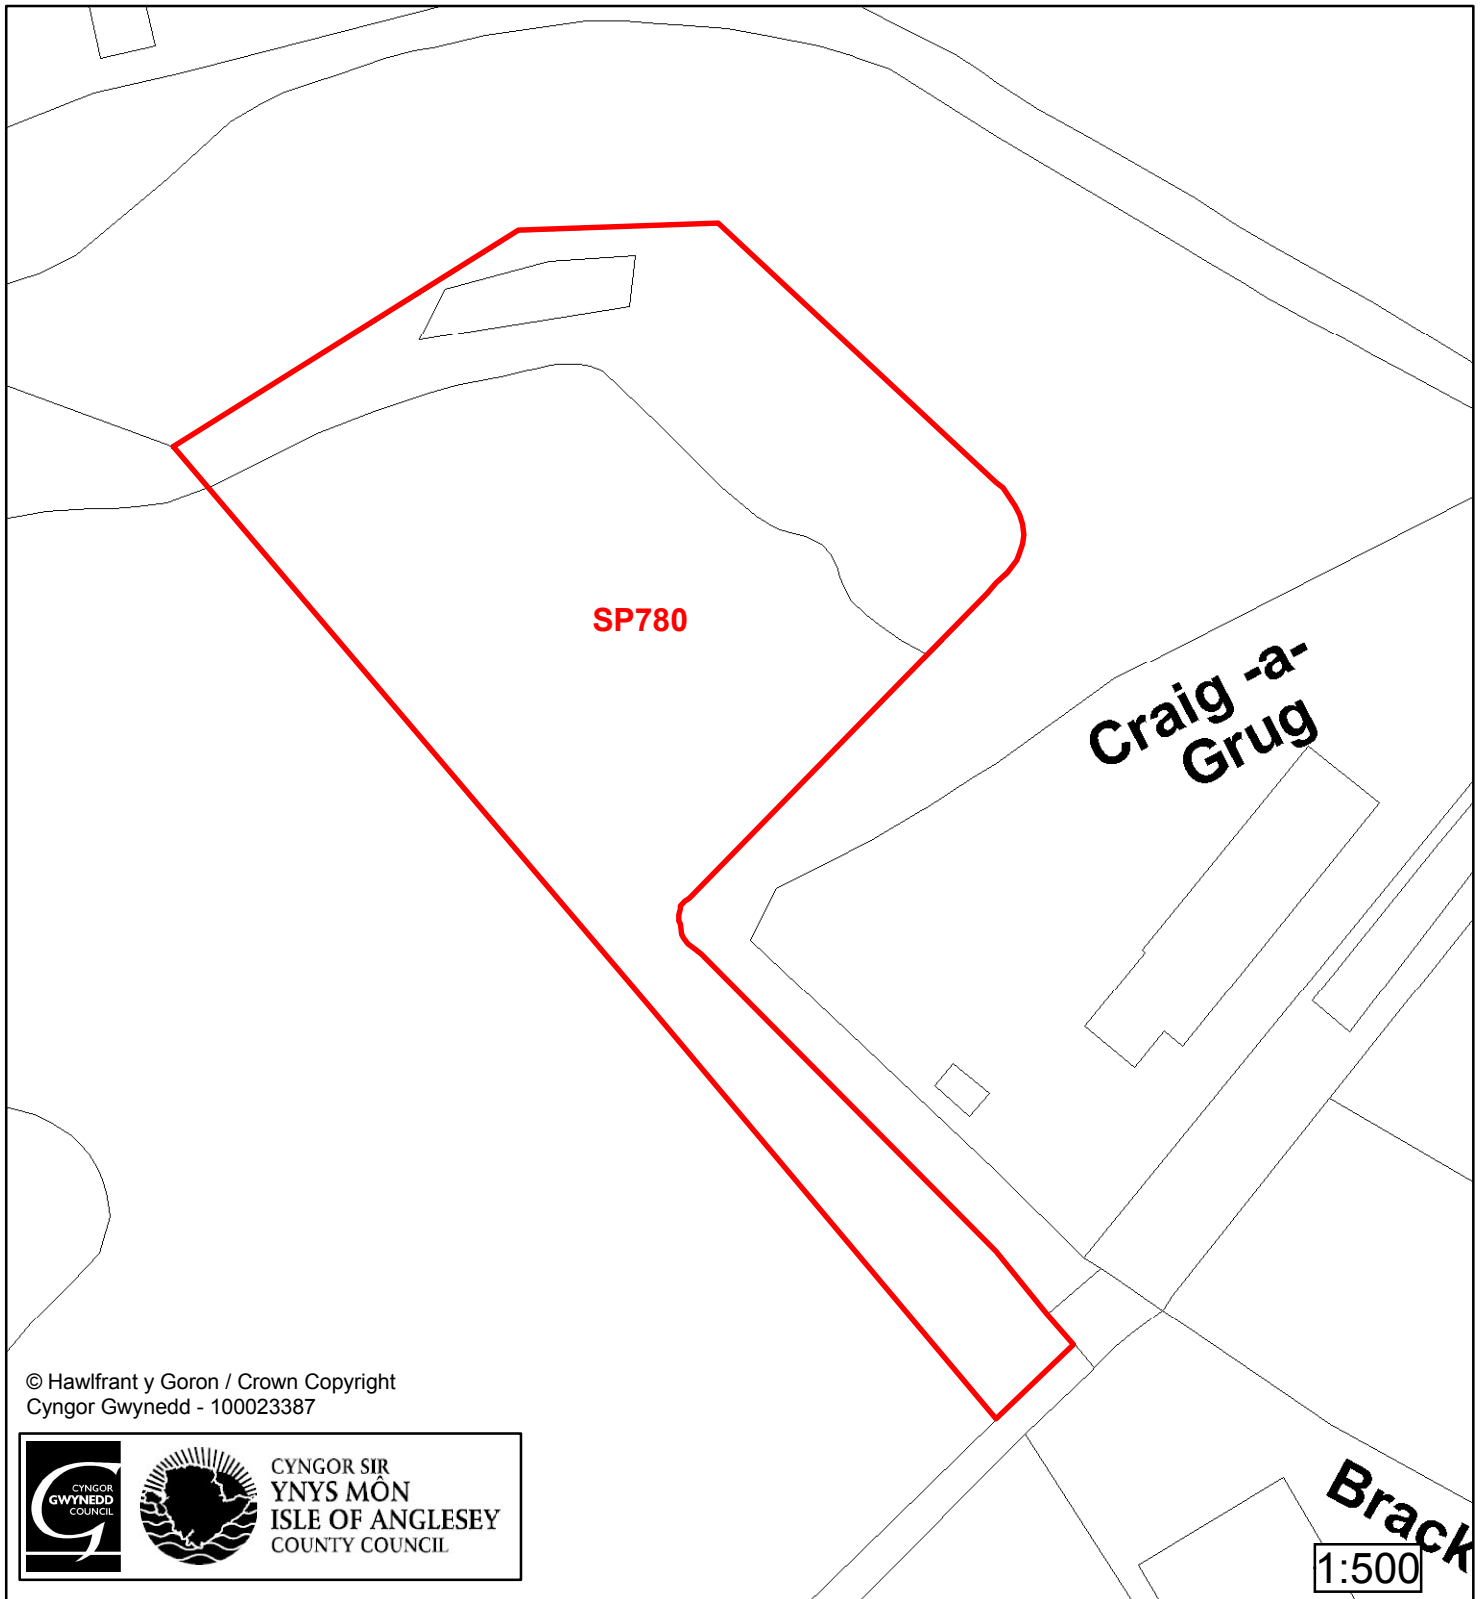 SP780
Craig -a-
Grug
© Hawlfrant y Goron / Crown Copyright
Cyngor Gwynedd - 100023387
CYNGOR
GWYNEDD
COUNCIL
CYNGOR SIR
YNYS MÔN
ISLE OF ANGLESEY
COUNTY COUNCIL
Brack
1:500